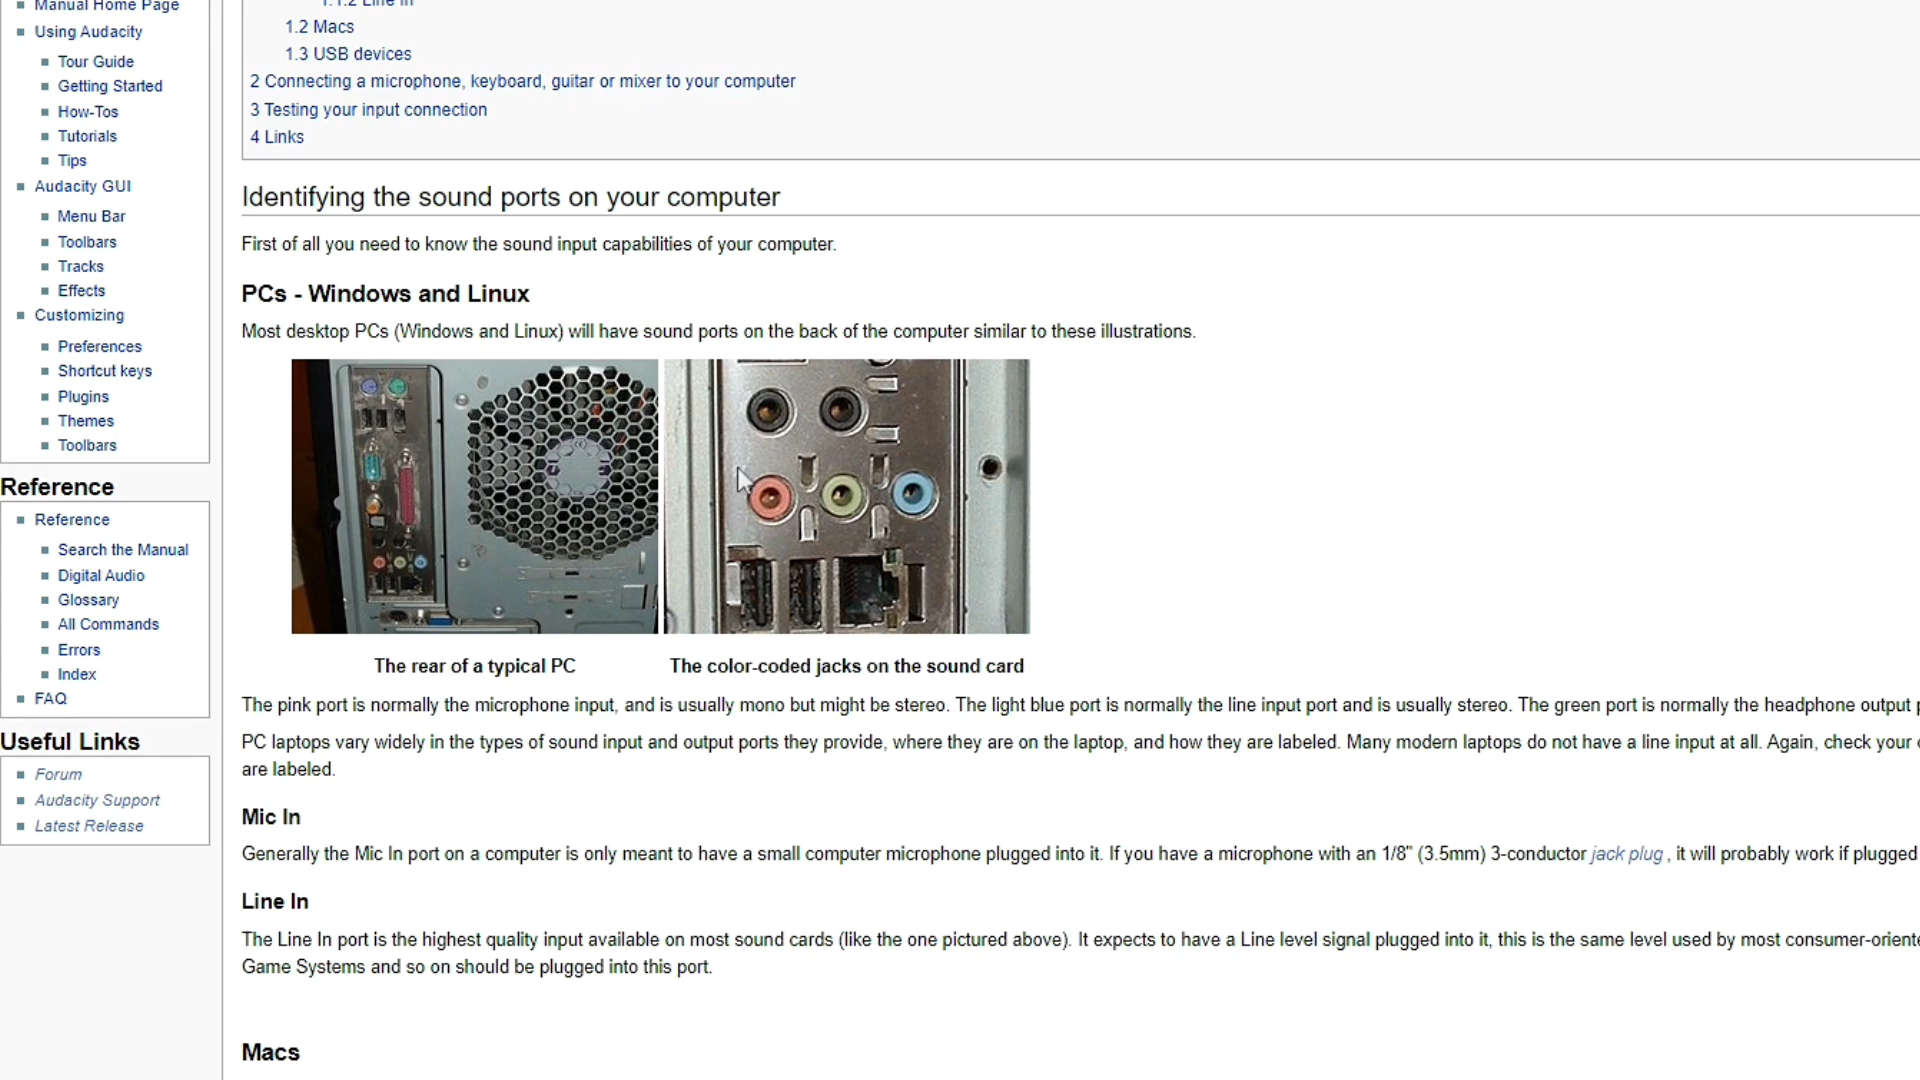 Manual Home Page
Using Audacity
Tour Guide
Getting Started
How-Tos
Tutorials
Tips
Audacity GUI
Menu Bar
Toolbars
Tracks
Effects
Customizing
Preferences
Shortcut keys
Plugins
Themes
Toolbars
Reference
Reference
Search the Manual
Digital Audio
Glossary
All Commands
Errors
Index
FAQ
Useful Links
Forum
Audacity Support
Latest Release
1.1.2 Line In
1.2 Macs
1.3 USB devices
2 Connecting a microphone, keyboard, guitar or mixer to your computer
3 Testing your input connection
4 Links
Identifying the sound ports on your computer
First of all you need to know the sound input capabilities of your computer.
PCs - Windows and Linux
Most desktop PCs (Windows and Linux) will have sound ports on the back of the computer similar to these illustrations.
The rear of a typical PC
The color-coded jacks on the sound card
The pink port is normally the microphone input, and is usually mono but might be stereo. The light blue port is normally the line input port and is usually stereo. The green port is normally the headphone output
PC laptops vary widely in the types of sound input and output ports they provide, where they are on the laptop, and how they are labeled. Many modern laptops do not have a line input at all. Again, check your
are labeled.
Mic In
Generally the Mic In port on a computer is only meant to have a small computer microphone plugged into it. If you have a microphone with an 1/8" (3.5mm) 3-conductor jack plug , it will probably work if plugged
Line In
The Line In port is the highest quality input available on most sound cards (like the one pictured above). It expects to have a Line level signal plugged into it, this is the same level used by most consumer-oriente
Game Systems and so on should be plugged into this port.
Macs